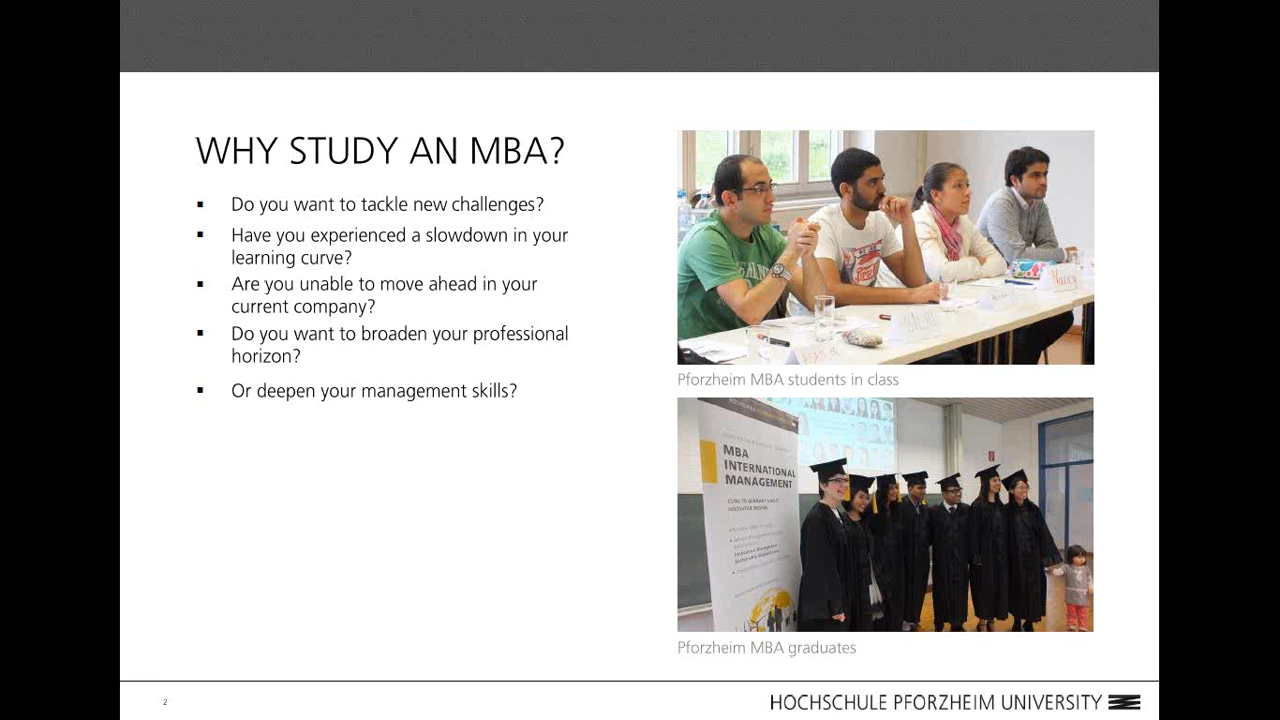 WHY STUDY AN MBA?
▪ Do you want to tackle new challenges?
▪ Have you experienced a slowdown in your
learning curve?
▪ Are you unable to move ahead in your
current company?
▪ Do you want to broaden your professional
horizon?
▪ Or deepen your management skills?
Nancy
Pforzheim MBA students in class
MBA
INTERNATIONAL
MANAGEMENT
Pforzheim MBA graduates
2
HOCHSCHULE PFORZHEIM UNIVERSITY